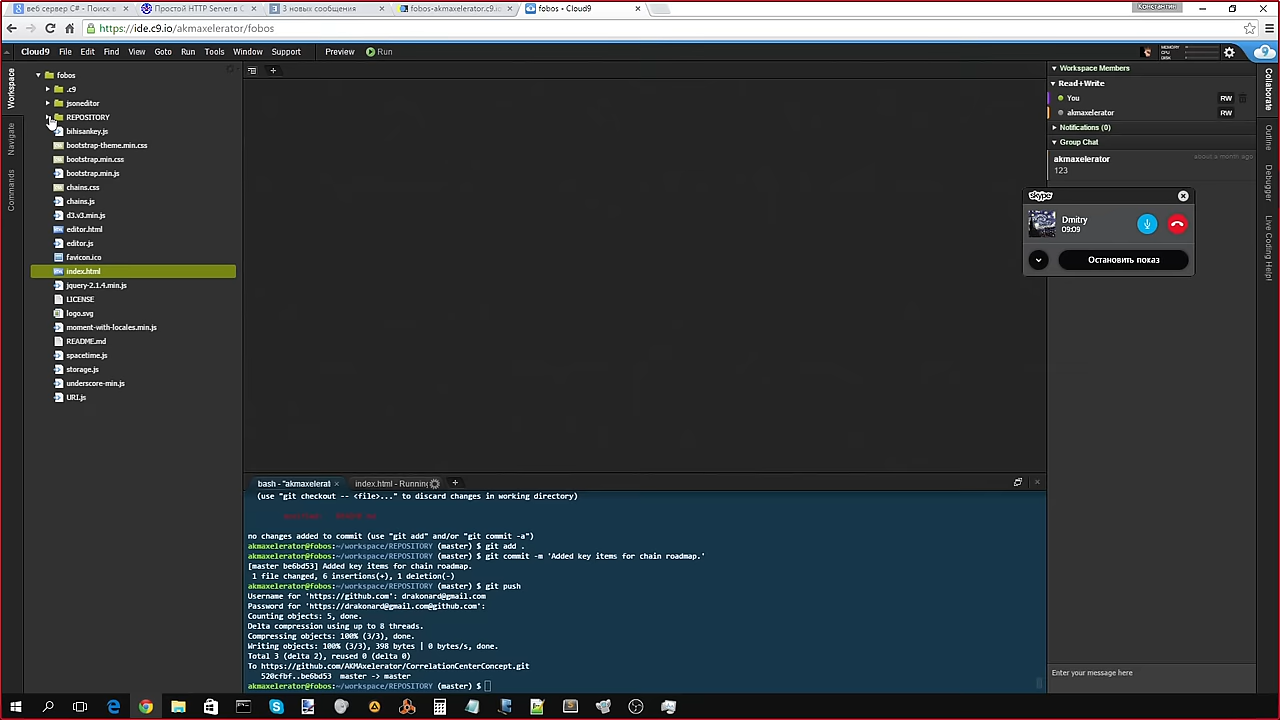 веб сервер C# - Поиск в
Простой HTTP Server в С
3 новых сообщения
fobos-akmaxelerator.c9.io
fobos - Cloud9
Константин
https://ide.c9.io/akmaxelerator/fobos
Cloud9 File Edit Find View Goto Run Tools Window Support Preview Run
MEMORY
CPU
DISK
Workspace
Navigate
Commands
fobos
.c9
jsoneditor
REPOSITORY
bihisankey.js
bootstrap-theme.min.css
bootstrap.min.css
bootstrap.min.js
chains.css
chains.js
d3.v3.min.js
editor.html
editor.js
favicon.ico
index.html
jquery-2.1.4.min.js
LICENSE
logo.svg
moment-with-locales.min.js
README.md
spacetime.js
storage.js
underscore-min.js
URI.js
bash - "akmaxelerat
index.html - Running
(use "git checkout -- <file>..." to discard changes in working directory)
no changes added to commit (use "git add" and/or "git commit -a")
akmaxelerator@fobos:~/workspace/REPOSITORY (master) $ git add .
akmaxelerator@fobos:~/workspace/REPOSITORY (master) $ git commit -m 'Added key items for chain roadmap.'
[master be6bd53] Added key items for chain roadmap.
1 file changed, 6 insertions(+), 1 deletion(-)
akmaxelerator@fobos:~/workspace/REPOSITORY (master) $ git push
Username for 'https://github.com': drakonard@gmail.com
Password for 'https://drakonard@gmail.com@github.com':
Counting objects: 5, done.
Delta compression using up to 8 threads.
Compressing objects: 100% (3/3), done.
Writing objects: 100% (3/3), 398 bytes | 0 bytes/s, done.
Total 3 (delta 2), reused 0 (delta 0)
To https://github.com/AKMAxelerator/CorrelationCenterConcept.git
520cfbf..be6bd53 master -> master
akmaxelerator@fobos:~/workspace/REPOSITORY (master) $
Workspace Members
Read+Write
You RW
akmaxelerator RW
Notifications (0)
Group Chat
akmaxelerator about a month ago
123
skype
Dmitry
09:09
Остановить показ
Enter your message here
Collaborate
Outline
Debugger
Live Coding Help!